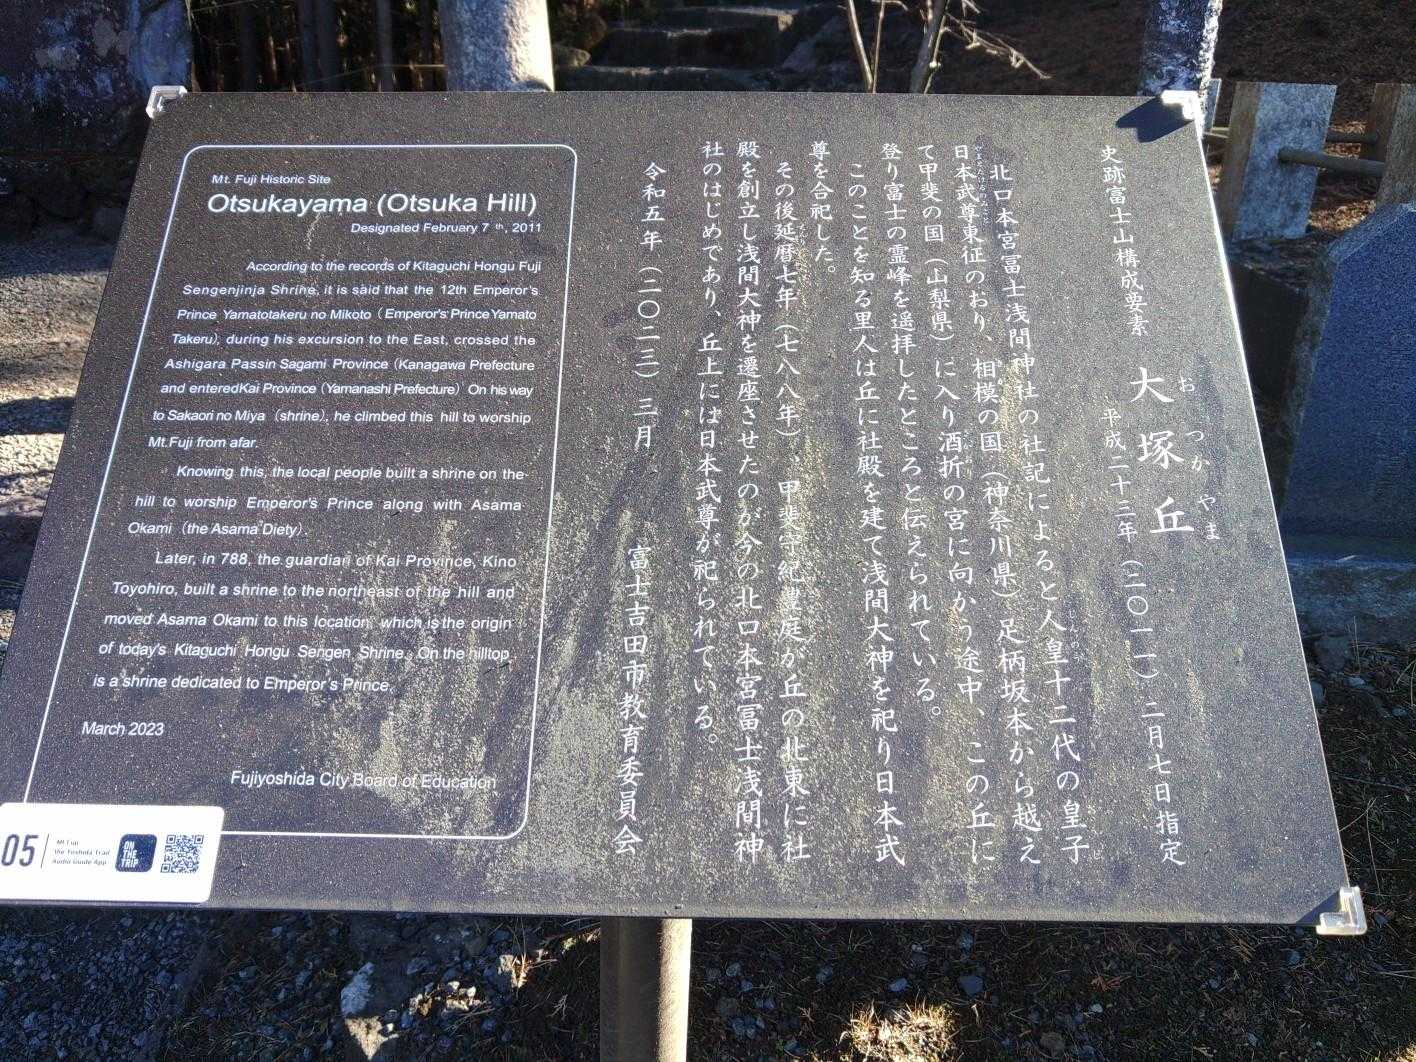 史跡富士山構成要素
大塚丘
おつかやま
平成二十三年（二〇一一）二月七日指定
北口本宮冨士浅間神社の社記によると人皇十二代の皇子
日本武尊東征のおり、相模の国（神奈川県）足柄坂本から越え
て甲斐の国（山梨県）に入り酒折の宮に向かう途中、この丘に
登り富士の霊峰を遥拝したところと伝えられている。
このことを知る里人は丘に社殿を建て浅間大神を祀り日本武
尊を合祀した。
その後延暦七年（七八八年）、甲斐守紀豊庭が丘の北東に社
殿を創立し浅間大神を遷座させたのが今の北口本宮冨士浅間神
社のはじめであり、丘上には日本武尊が祀られている。
令和五年（二〇二三）三月
富士吉田市教育委員会
Mt. Fuji Historic Site
Otsukayama (Otsuka Hill)
Designated February 7 th, 2011
According to the records of Kitaguchi Hongu Fuji
Sengenjinja Shrine, it is said that the 12th Emperor's
Prince Yamatotakeru no Mikoto (Emperor's Prince Yamato
Takeru), during his excursion to the East, crossed the
Ashigara Passin Sagami Province (Kanagawa Prefecture
and enteredKai Province (Yamanashi Prefecture) On his way
to Sakaori no Miya (shrine), he climbed this hill to worship
Mt.Fuji from afar.
Knowing this, the local people built a shrine on the
hill to worship Emperor's Prince along with Asama
Okami (the Asama Diety).
Later, in 788, the guardian of Kai Province, Kino
Toyohiro, built a shrine to the northeast of the hill and
moved Asama Okami to this location, which is the origin
of today's Kitaguchi Hongu Sengen Shrine. On the hilltop
is a shrine dedicated to Emperor's Prince.
March 2023
Fujiyoshida City Board of Education
05
Mt.Fuji
the Yoshida Trail
Audio Guide App
ON
THE
TRIP